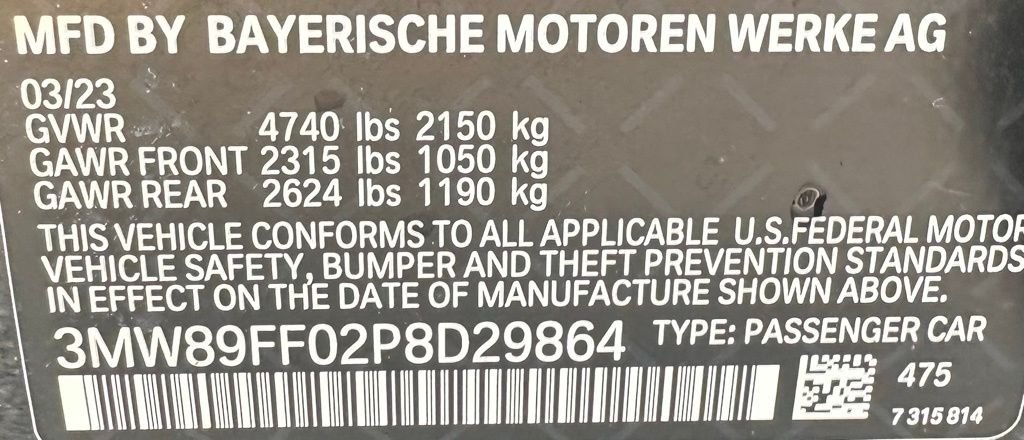 MFD BY BAYERISCHE MOTOREN WERKE AG
03/23
GVWR 4740 lbs 2150 kg
GAWR FRONT 2315 lbs 1050 kg
GAWR REAR 2624 lbs 1190 kg
THIS VEHICLE CONFORMS TO ALL APPLICABLE U.S.FEDERAL MOTOR
VEHICLE SAFETY, BUMPER AND THEFT PREVENTION STANDARDS
IN EFFECT ON THE DATE OF MANUFACTURE SHOWN ABOVE.
3MW89FF02P8D29864 TYPE: PASSENGER CAR
475
7 315 814